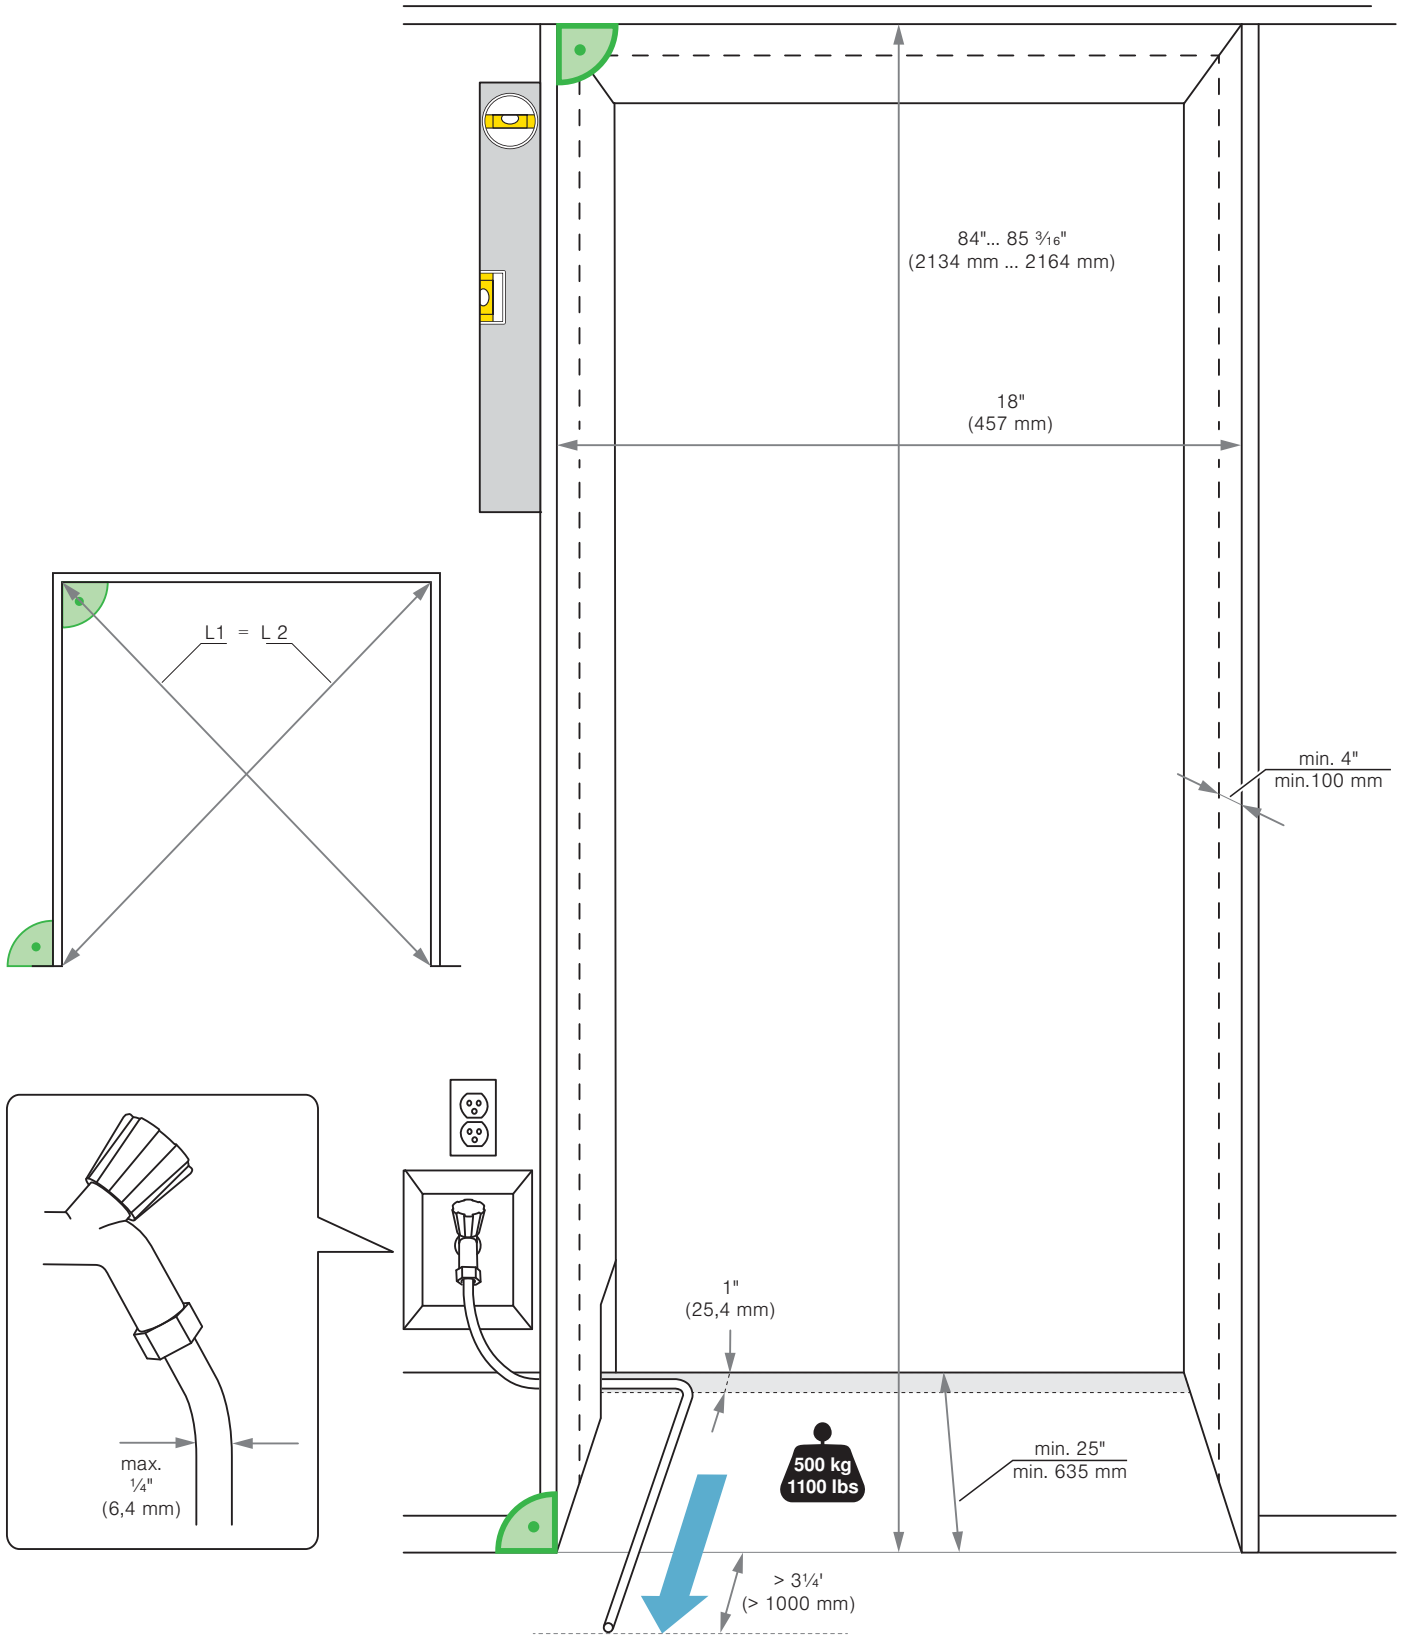 84"... 85 ³⁄₁₆"
(2134 mm ... 2164 mm)
18"
(457 mm)
L1 = L 2
min. 4"
min.100 mm
1"
(25,4 mm)
max.
¼"
(6,4 mm)
500 kg
1100 lbs
min. 25"
min. 635 mm
> 3¼'
(> 1000 mm)